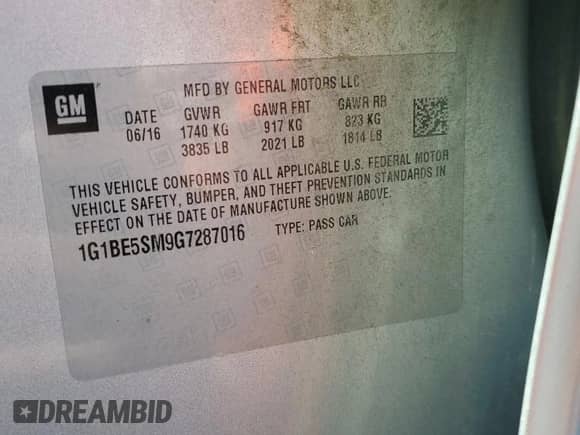 GM
MFD BY GENERAL MOTORS LLC
DATE GVWR GAWR FRT GAWR RR
06/16 1740 KG 917 KG 823 KG
3835 LB 2021 LB 1814 LB
THIS VEHICLE CONFORMS TO ALL APPLICABLE U.S. FEDERAL MOTOR
VEHICLE SAFETY, BUMPER, AND THEFT PREVENTION STANDARDS IN
EFFECT ON THE DATE OF MANUFACTURE SHOWN ABOVE.
1G1BE5SM9G7287016 TYPE: PASS CAR
DREAMBID